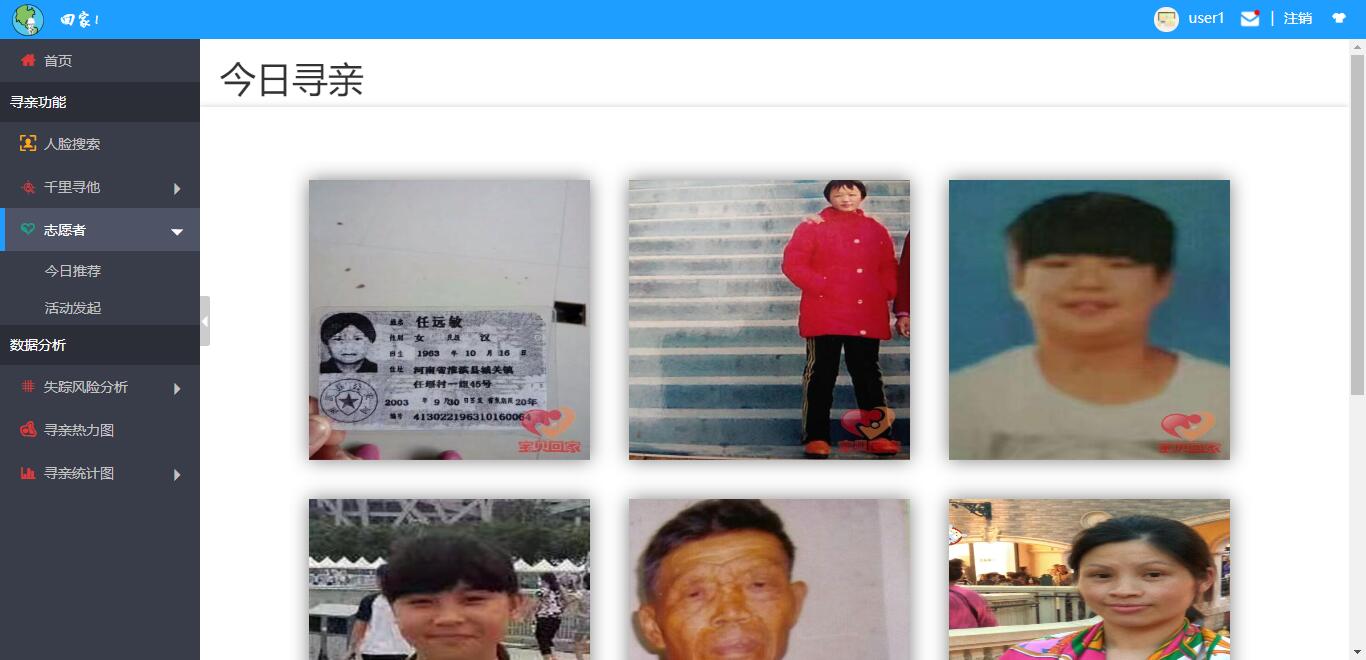 回家！
user1
|
注销
首页
寻亲功能
人脸搜索
千里寻他
志愿者
今日推荐
活动发起
数据分析
失踪风险分析
寻亲热力图
寻亲统计图
今日寻亲
姓名 任远敏
性别 女 民族 汉
出生 1963 年 10 月 16 日
住址 河南省淮滨县城关镇
任埠村一组45号
2003 年 9 月30 日签发 有效期限 20年
编号 413022196310160064
宝贝回家
宝贝回家
宝贝回家